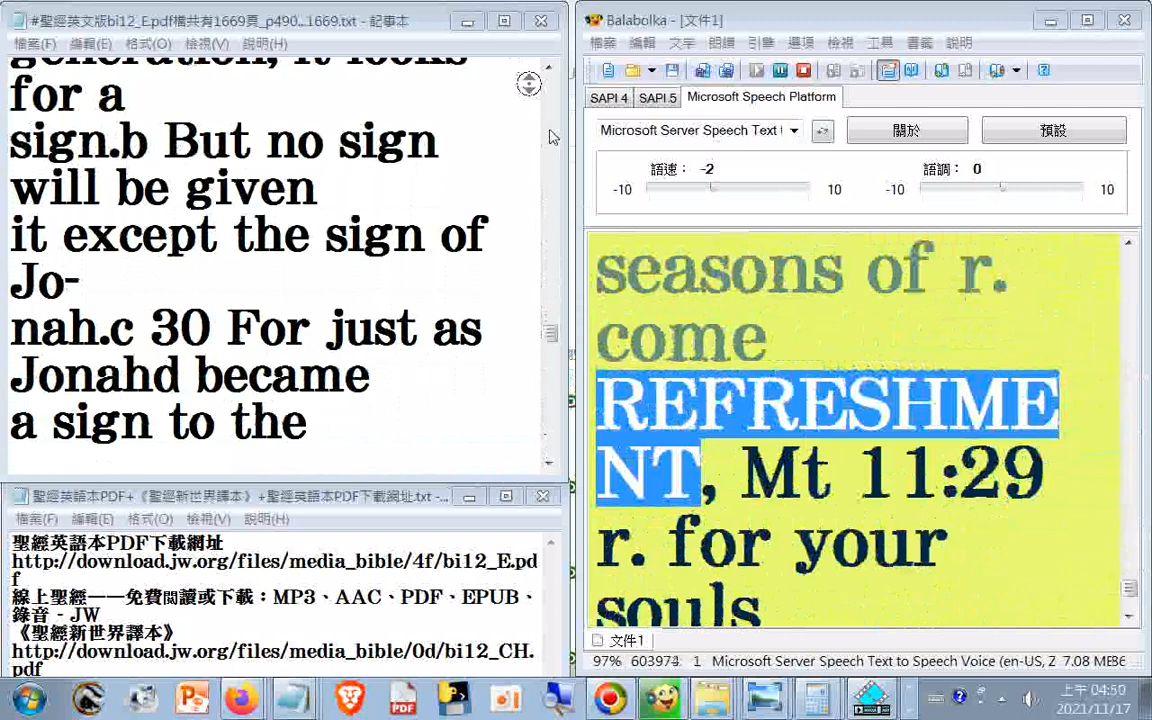 #聖經英文版bi12_E.pdf構共有1669頁_p490...1669.txt - 記事本
檔案(F) 編輯(E) 格式(O) 檢視(V) 說明(H)
generation, it looks
for a
sign.b But no sign
will be given
it except the sign of
Jo-
nah.c 30 For just as
Jonahd became
a sign to the
聖經英語本PDF+《聖經新世界譯本》+聖經英語本PDF下載網址.txt - ...
檔案(F) 編輯(E) 格式(O) 檢視(V) 說明(H)
聖經英語本PDF下載網址
http://download.jw.org/files/media_bible/4f/bi12_E.pd
f
線上聖經——免費閱讀或下載：MP3、AAC、PDF、EPUB、
錄音 - JW
《聖經新世界譯本》
http://download.jw.org/files/media_bible/0d/bi12_CH.
pdf
Balabolka - [文件1]
檔案 編輯 文字 朗讀 引擎 選項 檢視 工具 書籤 說明
SAPI 4 SAPI 5 Microsoft Speech Platform
Microsoft Server Speech Text 關於 預設
語速： -2 語調： 0
-10 10 -10 10
seasons of r.
come
REFRESHME
NT, Mt 11:29
r. for your
souls
文件1
97% 1 Microsoft Server Speech Text to Speech Voice (en-US, Z 7.08 MB
上午 04:50
2021/11/17